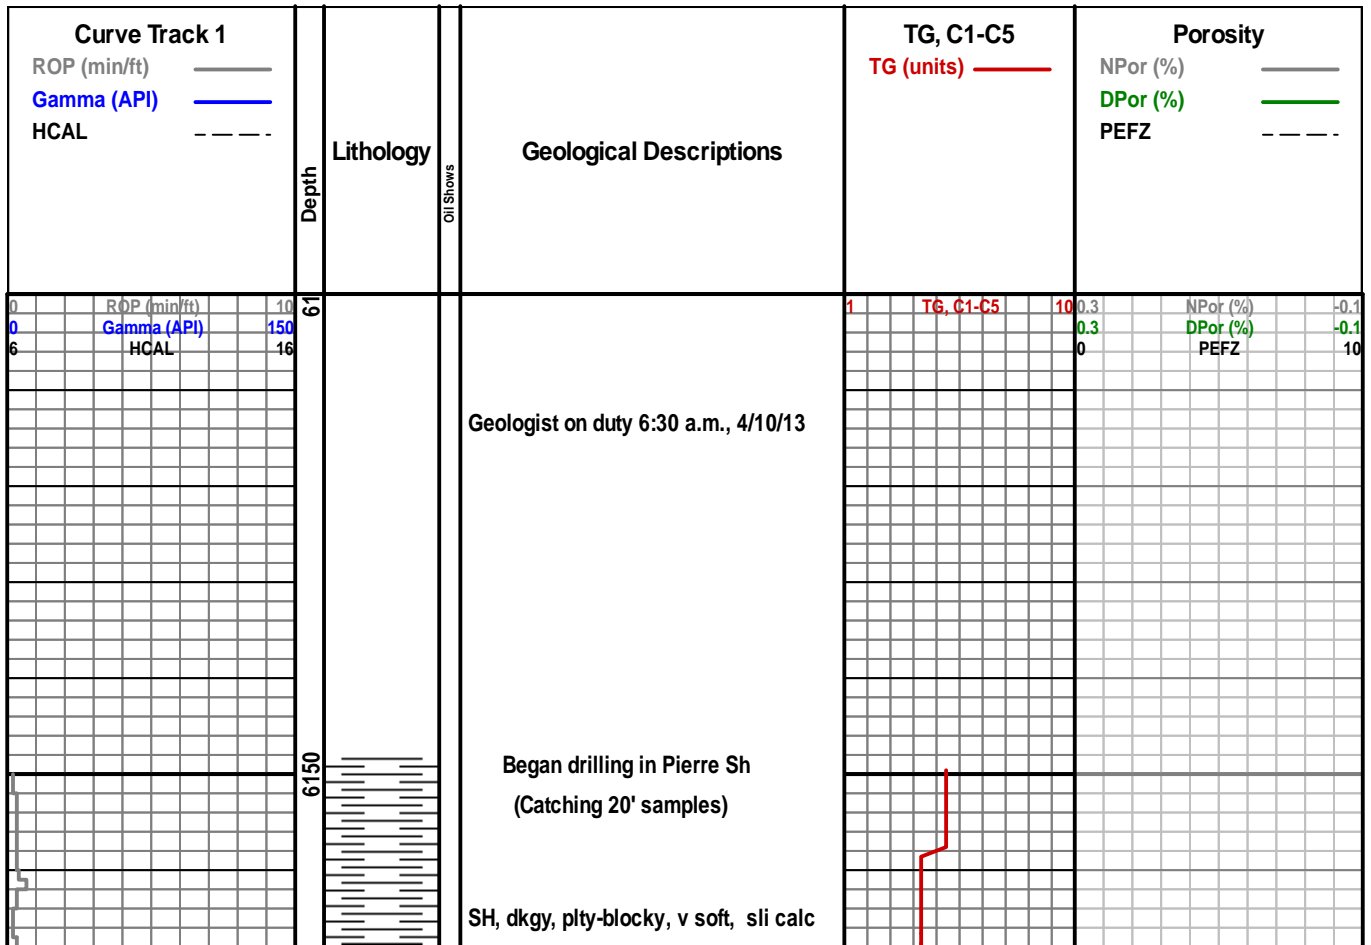 Curve Track 1
ROP (min/ft)
Gamma (API)
HCAL
Depth
Lithology
Oil Shows
Geological Descriptions
TG, C1-C5
TG (units)
Porosity
NPor (%)
DPor (%)
PEFZ
0 ROP (min/ft) 10
0 Gamma (API) 150
6 HCAL 16
61
1 TG, C1-C5 10
0.3 NPor (%) -0.1
0.3 DPor (%) -0.1
0 PEFZ 10
Geologist on duty 6:30 a.m., 4/10/13
6150
Began drilling in Pierre Sh
(Catching 20' samples)
SH, dkgy, plty-blocky, v soft, sli calc